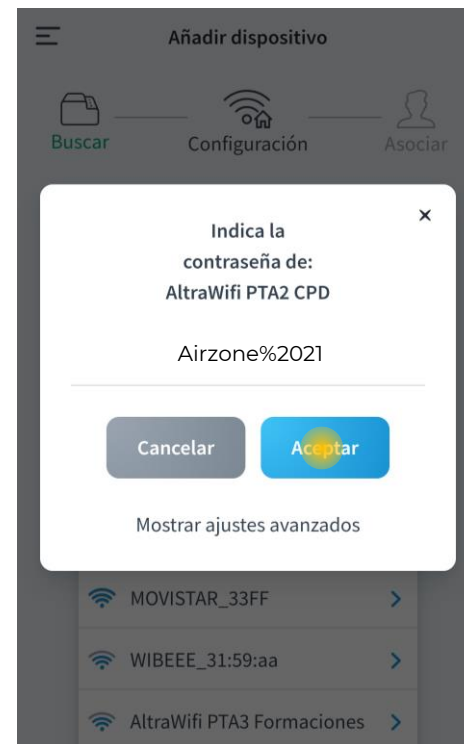 Añadir dispositivo
Buscar
Configuración
Asociar
Indica la
contraseña de:
AltraWifi PTA2 CPD
Airzone%2021
Cancelar
Aceptar
Mostrar ajustes avanzados
MOVISTAR_33FF
WIBEEE_31:59:aa
AltraWifi PTA3 Formaciones